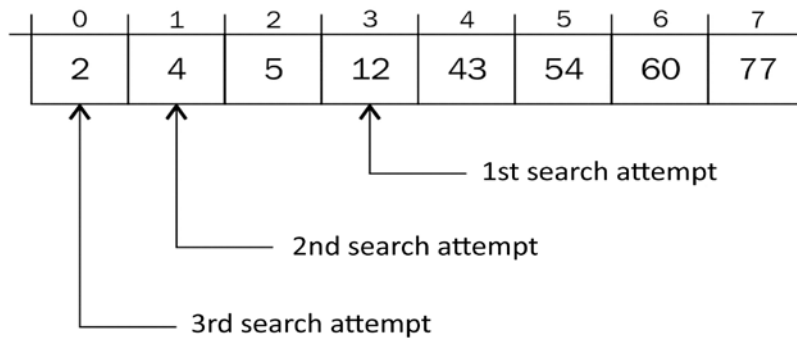 0 1 2 3 4 5 6 7
2 4 5 12 43 54 60 77
1st search attempt
2nd search attempt
3rd search attempt